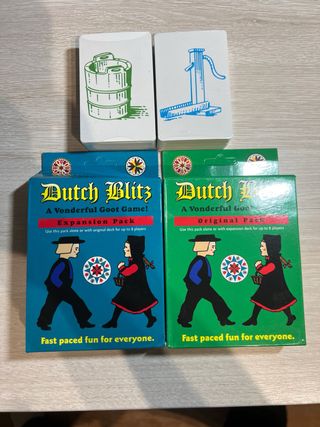 Dutch Blitz
A Vonderful Goot Game!
Expansion Pack
Use this pack alone or with original deck for up to 8 players
Fast paced fun for everyone.
Dutch Blitz
A Vonderful Goot Game!
Original Pack
Use this pack alone or with expansion deck for up to 8 players
Fast paced fun for everyone.